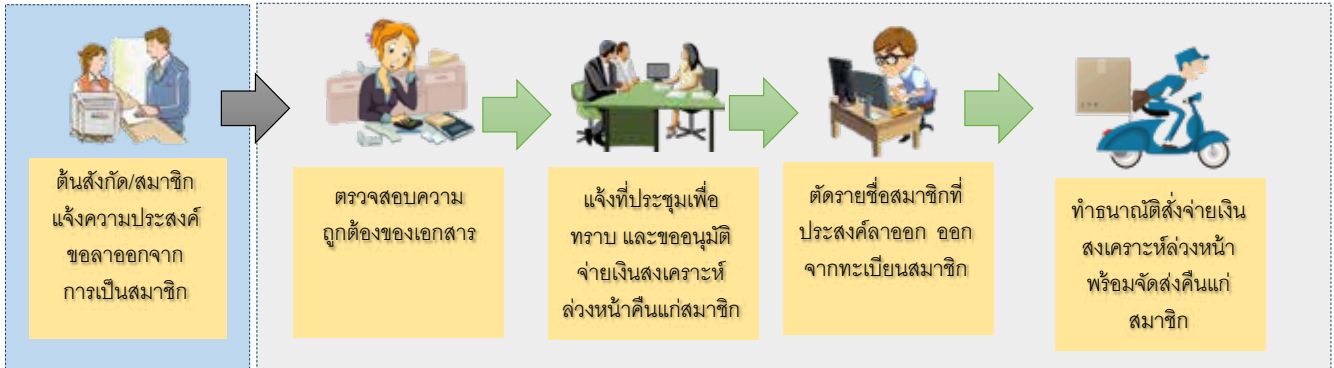 ต้นสังกัด/สมาชิก
แจ้งความประสงค์
ขอลาออกจาก
การเป็นสมาชิก
ตรวจสอบความ
ถูกต้องของเอกสาร
แจ้งที่ประชุมเพื่อ
ทราบ และขออนุมัติ
จ่ายเงินสงเคราะห์
ล่วงหน้าคืนแก่สมาชิก
ตัดรายชื่อสมาชิกที่
ประสงค์ลาออก ออก
จากทะเบียนสมาชิก
ทำธนาณัติสั่งจ่ายเงิน
สงเคราะห์ล่วงหน้า
พร้อมจัดส่งคืนแก่
สมาชิก